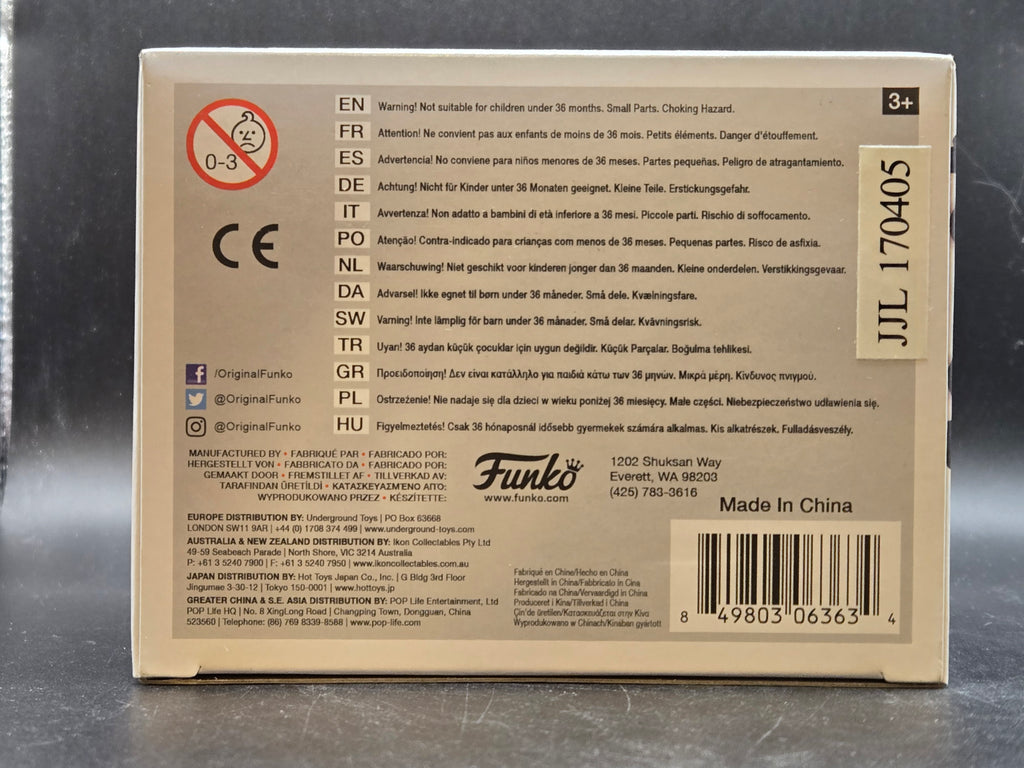 0-3
CE
EN Warning! Not suitable for children under 36 months. Small Parts. Choking Hazard.
FR Attention! Ne convient pas aux enfants de moins de 36 mois. Petits éléments. Danger d'étouffement.
ES Advertencia! No conviene para niños menores de 36 meses. Partes pequeñas. Peligro de atragantamiento.
DE Achtung! Nicht für Kinder unter 36 Monaten geeignet. Kleine Teile. Erstickungsgefahr.
IT Avvertenza! Non adatto a bambini di età inferiore a 36 mesi. Piccole parti. Rischio di soffocamento.
PO Atenção! Contra-indicado para crianças com menos de 36 meses. Pequenas partes. Risco de asfixia.
NL Waarschuwing! Niet geschikt voor kinderen jonger dan 36 maanden. Kleine onderdelen. Verstikkingsgevaar.
DA Advarsel! Ikke egnet til børn under 36 måneder. Små dele. Kvælningsfare.
SW Varning! Inte lämplig för barn under 36 månader. Små delar. Kvävningsrisk.
TR Uyarı! 36 aydan küçük çocuklar için uygun değildir. Küçük Parçalar. Boğulma tehlikesi.
GR Προειδοποίηση! Δεν είναι κατάλληλο για παιδιά κάτω των 36 μηνών. Μικρά μέρη. Κίνδυνος πνιγμού.
PL Ostrzeżenie! Nie nadaje się dla dzieci w wieku poniżej 36 miesięcy. Małe części. Niebezpieczeństwo udławienia się.
HU Figyelmeztetés! Csak 36 hónaposnál idősebb gyermekek számára alkalmas. Kis alkatrészek. Fulladásveszély.
3+
JJL 170405
/OriginalFunko
@OriginalFunko
@OriginalFunko
MANUFACTURED BY • FABRIQUÉ PAR • FABRICADO POR:
HERGESTELLT VON • FABBRICATO DA • FABRICADO POR:
GEMAAKT DOOR • FREMSTILLET AF • TILLVERKAD AV:
TARAFINDAN ÜRETİLDİ • ΚΑΤΑΣΚΕΥΑΣΜΕΝΟ ΑΠΟ:
WYPRODUKOWANO PRZEZ • KÉSZÍTETTE:
Funko
www.funko.com
1202 Shuksan Way
Everett, WA 98203
(425) 783-3616
Made In China
EUROPE DISTRIBUTION BY: Underground Toys | PO Box 63668
LONDON SW11 9AR | +44 (0) 1708 374 499 | www.underground-toys.com
AUSTRALIA & NEW ZEALAND DISTRIBUTION BY: Ikon Collectables Pty Ltd
49-59 Seabeach Parade | North Shore, VIC 3214 Australia
P: +61 3 5240 7900 | F: +61 3 5240 7950 | www.ikoncollectables.com.au
JAPAN DISTRIBUTION BY: Hot Toys Japan Co., Inc. | G Bldg 3rd Floor
Jingumae 3-30-12 | Tokyo 150-0001 | www.hottoys.jp
GREATER CHINA & S.E. ASIA DISTRIBUTION BY: POP Life Entertainment, Ltd
POP Life HQ | No. 8 XingLong Road | Changping Town, Dongguan, China
523560 | Telephone: (86) 769 8339-8588 | www.pop-life.com
Fabriqué en Chine/Hecho en China
Hergestellt in China/Fabbricato in Cina
Fabricado na China/Vervaardigd in China
Produceret i Kina/Tillverkad i China
Çin'de üretilen/Κατασκευάζεται στην Κίνα
Wyprodukowano w Chinach/Kínában gyártott
8 49803 06363 4